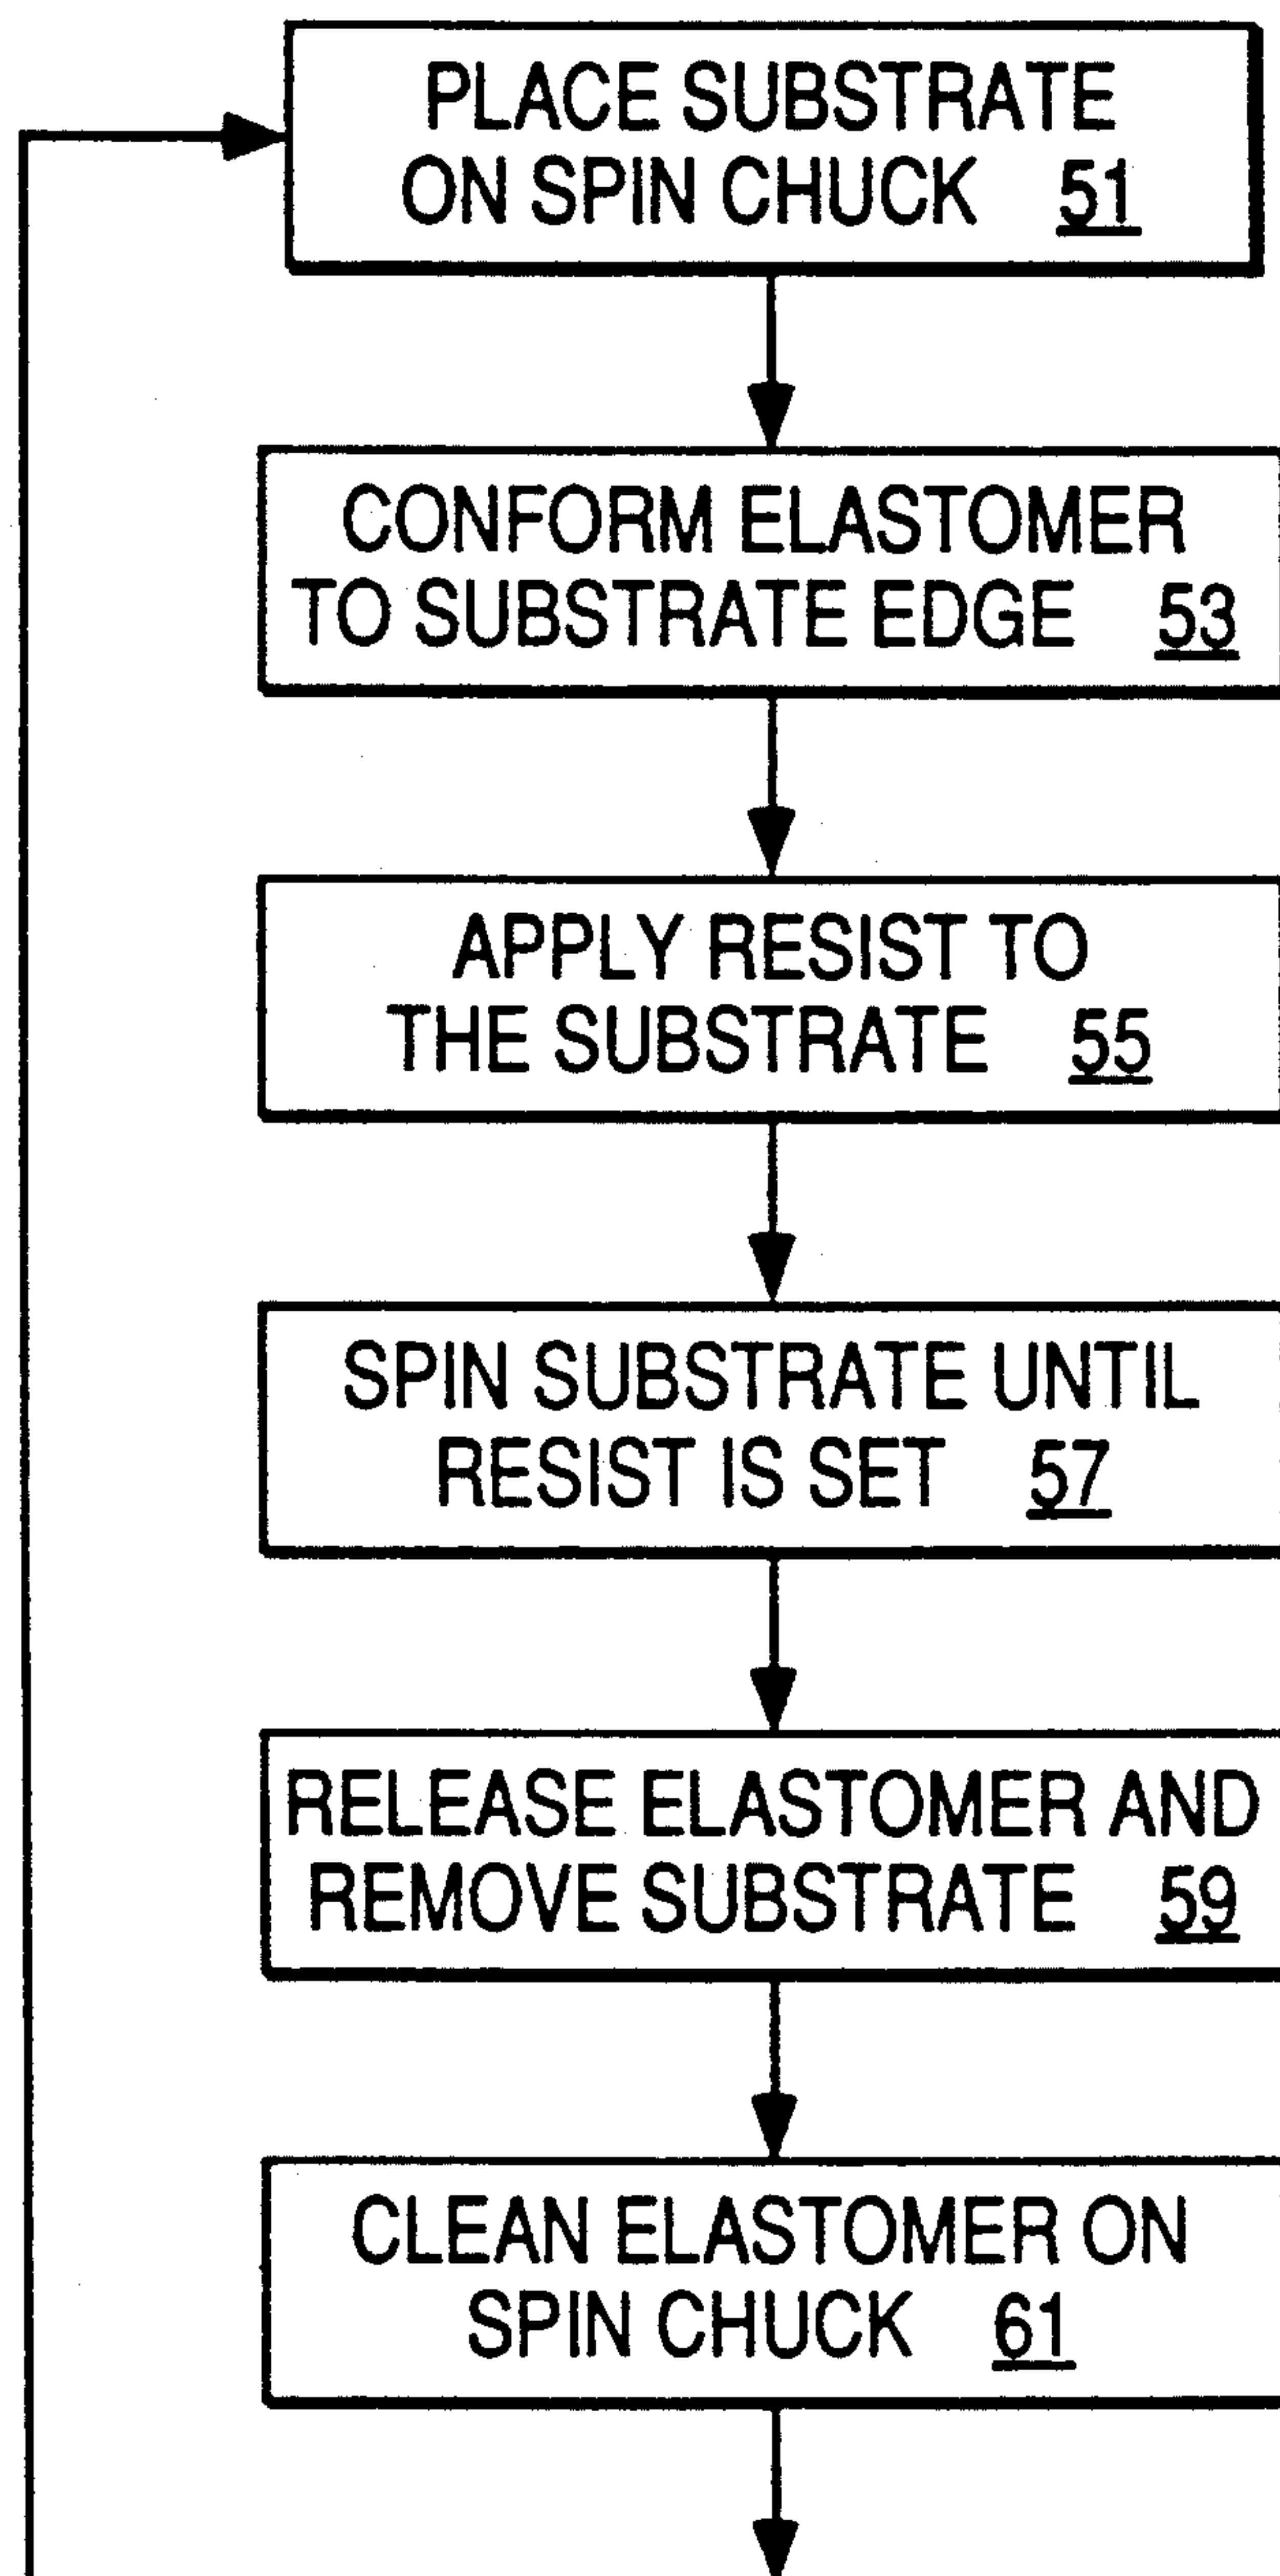 PLACE SUBSTRATE
ON SPIN CHUCK 51
CONFORM ELASTOMER
TO SUBSTRATE EDGE 53
APPLY RESIST TO
THE SUBSTRATE 55
SPIN SUBSTRATE UNTIL
RESIST IS SET 57
RELEASE ELASTOMER AND
REMOVE SUBSTRATE 59
CLEAN ELASTOMER ON
SPIN CHUCK 61